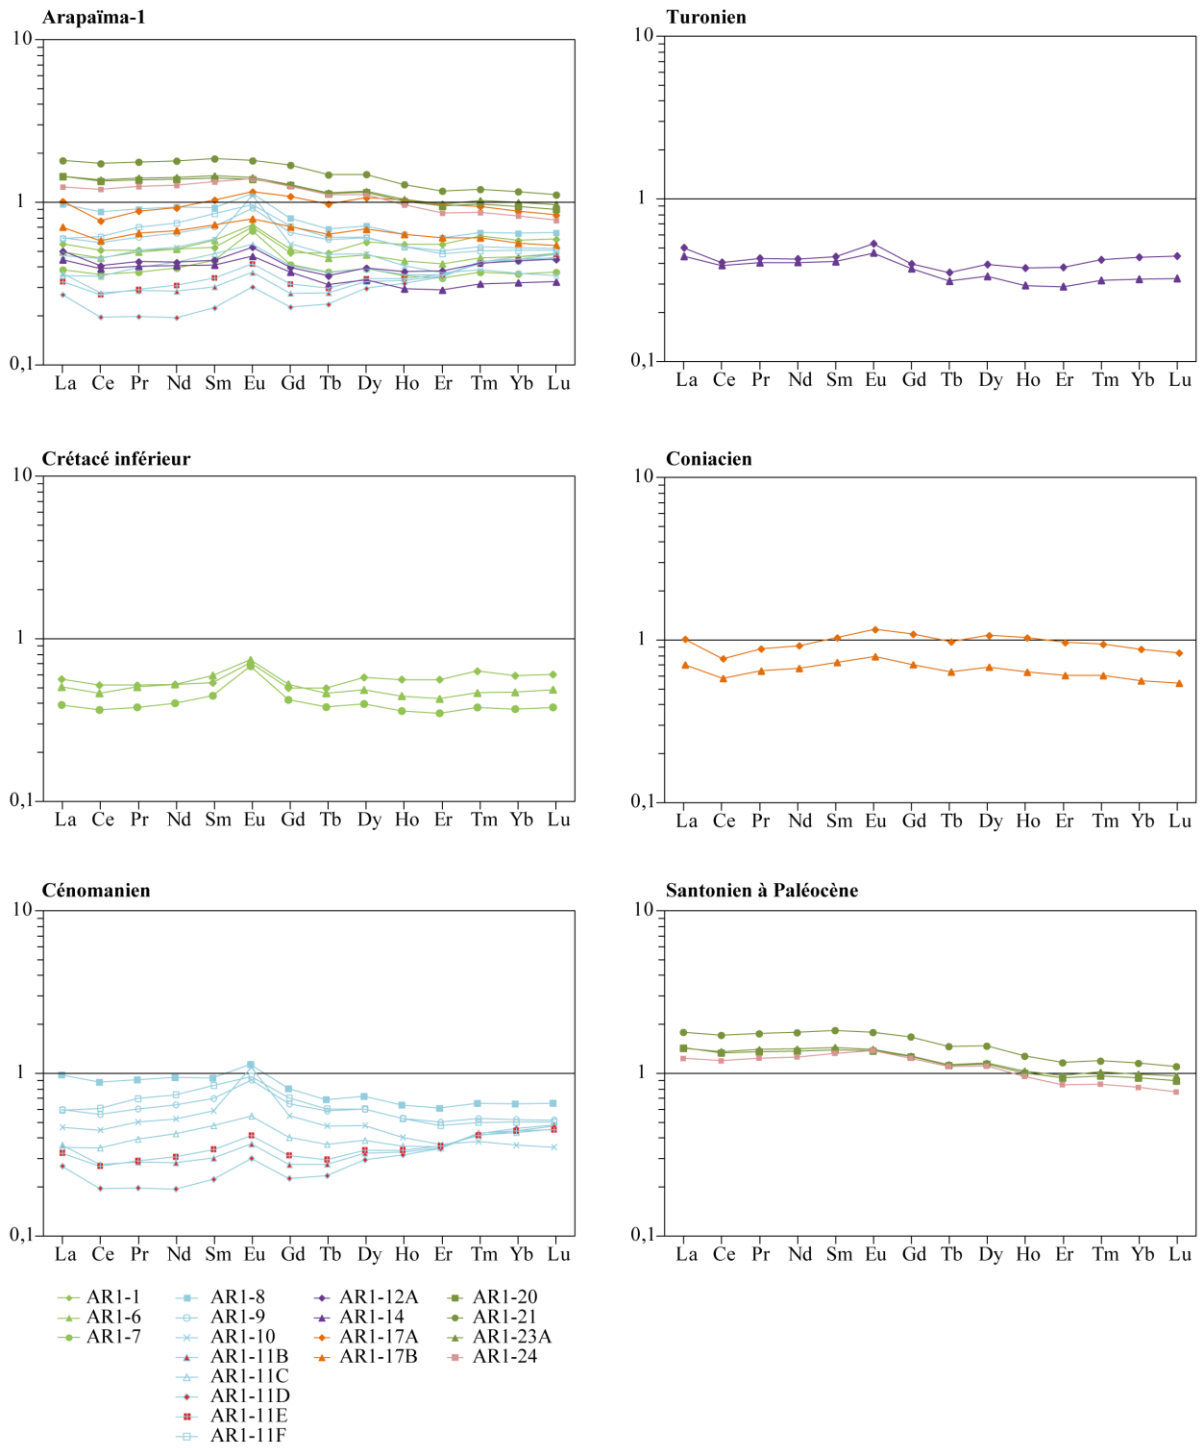 Arapaïma-1
10
1
0,1
La Ce Pr Nd Sm Eu Gd Tb Dy Ho Er Tm Yb Lu
Turonien
10
1
0,1
La Ce Pr Nd Sm Eu Gd Tb Dy Ho Er Tm Yb Lu
Crétacé inférieur
10
1
0,1
La Ce Pr Nd Sm Eu Gd Tb Dy Ho Er Tm Yb Lu
Coniacien
10
1
0,1
La Ce Pr Nd Sm Eu Gd Tb Dy Ho Er Tm Yb Lu
Cénomanien
10
1
0,1
La Ce Pr Nd Sm Eu Gd Tb Dy Ho Er Tm Yb Lu
Santonien à Paléocène
10
1
0,1
La Ce Pr Nd Sm Eu Gd Tb Dy Ho Er Tm Yb Lu
AR1-1
AR1-6
AR1-7
AR1-8
AR1-9
AR1-10
AR1-11B
AR1-11C
AR1-11D
AR1-11E
AR1-11F
AR1-12A
AR1-14
AR1-17A
AR1-17B
AR1-20
AR1-21
AR1-23A
AR1-24